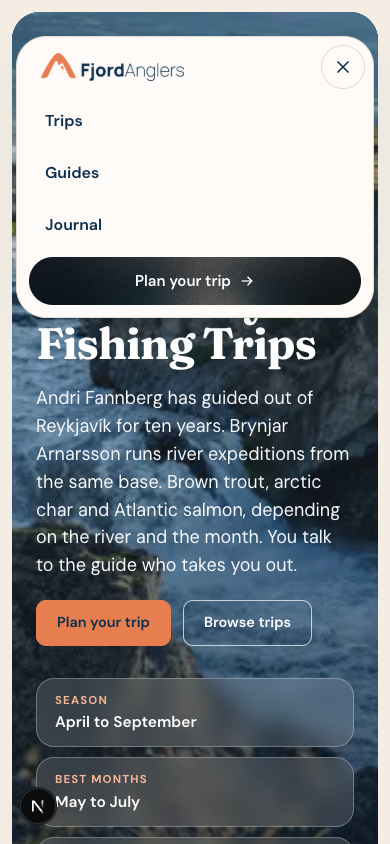 FjordAnglers
Trips
Guides
Journal
Plan your trip →
Fishing Trips
Andri Fannberg has guided out of
Reykjavík for ten years. Brynjar
Arnarsson runs river expeditions from
the same base. Brown trout, arctic
char and Atlantic salmon, depending
on the river and the month. You talk
to the guide who takes you out.
Plan your trip
Browse trips
SEASON
April to September
BEST MONTHS
May to July
N